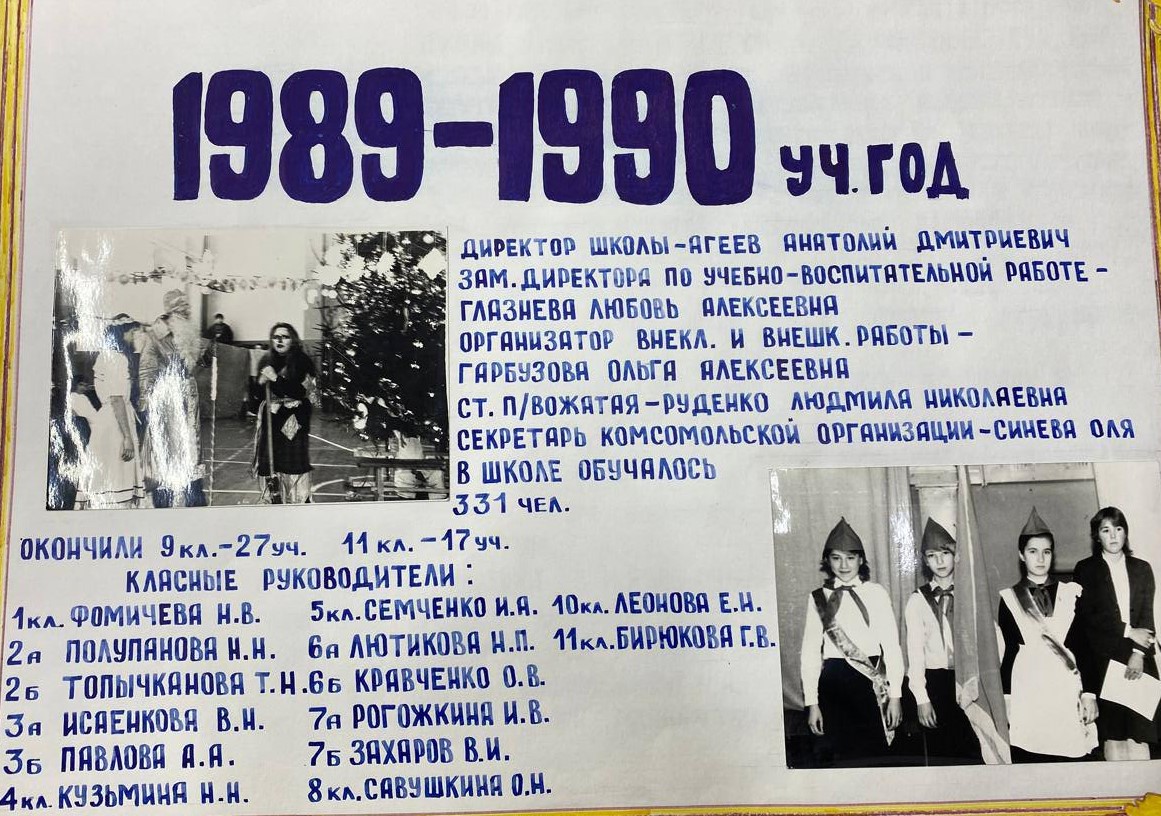 1989-1990 УЧ. ГОД
ДИРЕКТОР ШКОЛЫ-АГЕЕВ АНАТОЛИЙ ДМИТРИЕВИЧ
ЗАМ. ДИРЕКТОРА ПО УЧЕБНО-ВОСПИТАТЕЛЬНОЙ РАБОТЕ -
ГЛАЗНЕВА ЛЮБОВЬ АЛЕКСЕЕВНА
ОРГАНИЗАТОР ВНЕКЛ. И ВНЕШК. РАБОТЫ -
ГАРБУЗОВА ОЛЬГА АЛЕКСЕЕВНА
СТ. П/ВОЖАТАЯ-РУДЕНКО ЛЮДМИЛА НИКОЛАЕВНА
СЕКРЕТАРЬ КОМСОМОЛЬСКОЙ ОРГАНИЗАЦИИ-СИНЕВА ОЛЯ
В ШКОЛЕ ОБУЧАЛОСЬ
331 ЧЕЛ.
ОКОНЧИЛИ 9 КЛ.-27 УЧ. 11 КЛ. -17 УЧ.
КЛАСНЫЕ РУКОВОДИТЕЛИ:
1 КЛ. ФОМИЧЕВА Н.В.
2А ПОЛУПАНОВА Н.Н.
2Б ТОПЫЧКАНОВА Т.Н.
3А ИСАЕНКОВА В.Н.
3Б ПАВЛОВА А.А.
4 КЛ. КУЗЬМИНА Н.Н.
5 КЛ. СЕМЧЕНКО И.А.
6А ЛЮТИКОВА Н.П.
6Б КРАВЧЕНКО О.В.
7А РОГОЖКИНА И.В.
7Б ЗАХАРОВ В.И.
8 КЛ. САВУШКИНА О.Н.
10 КЛ. ЛЕОНОВА Е.Н.
11 КЛ. БИРЮКОВА Г.В.